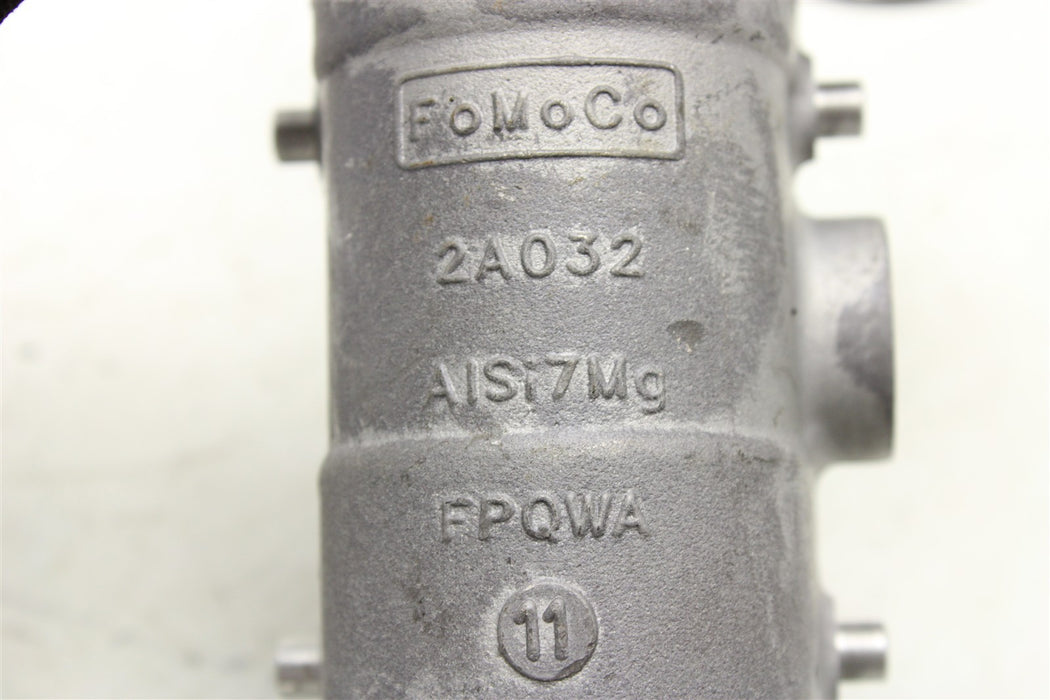 FoMoCo
2A032
AlSi7Mg
FPQWA
11